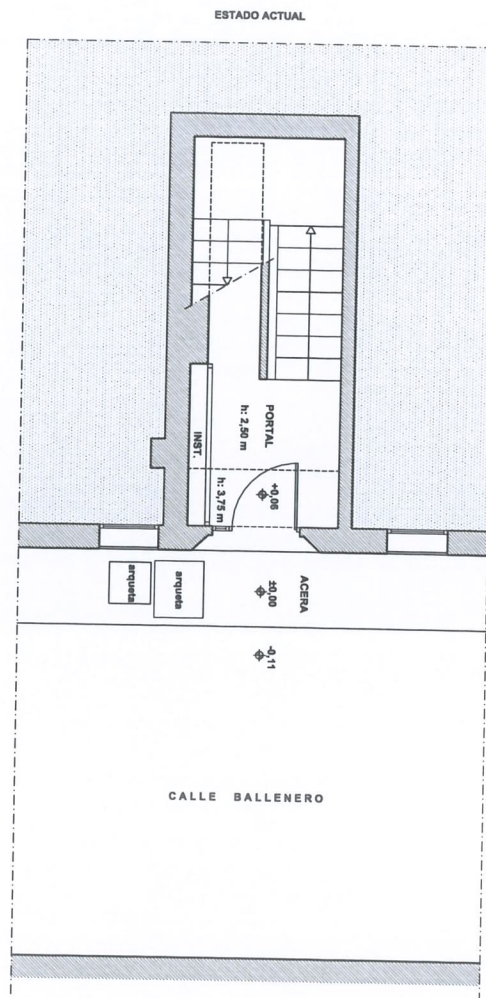 ESTADO ACTUAL
PORTAL
h: 2,50 m
INST.
h: 3,75 m
+0,06
ACERA
±0,00
arqueta
arqueta
-0,11
CALLE BALLENERO